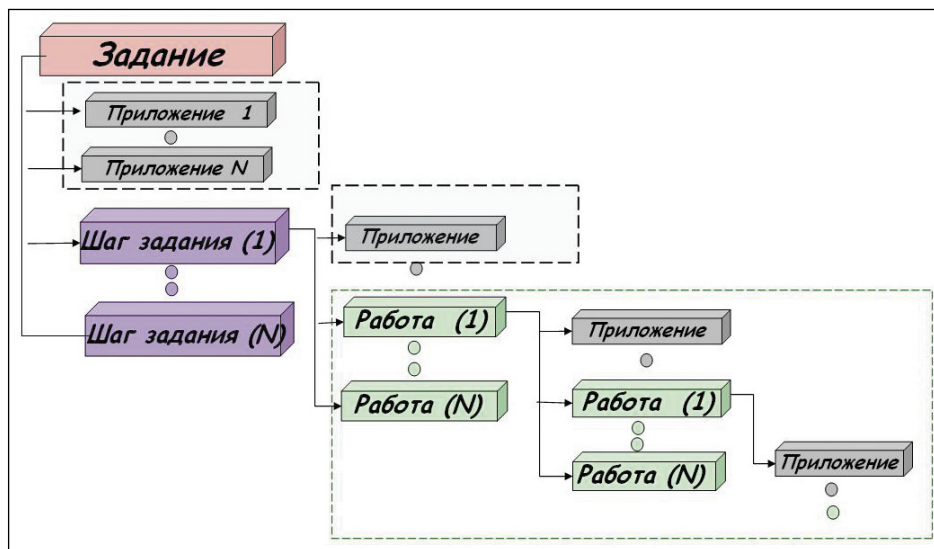 Задание
Приложение 1
Приложение N
Шаг задания (1)
Приложение
Шаг задания (N)
Работа (1)
Приложение
Работа (N)
Работа (1)
Работа (N)
Приложение